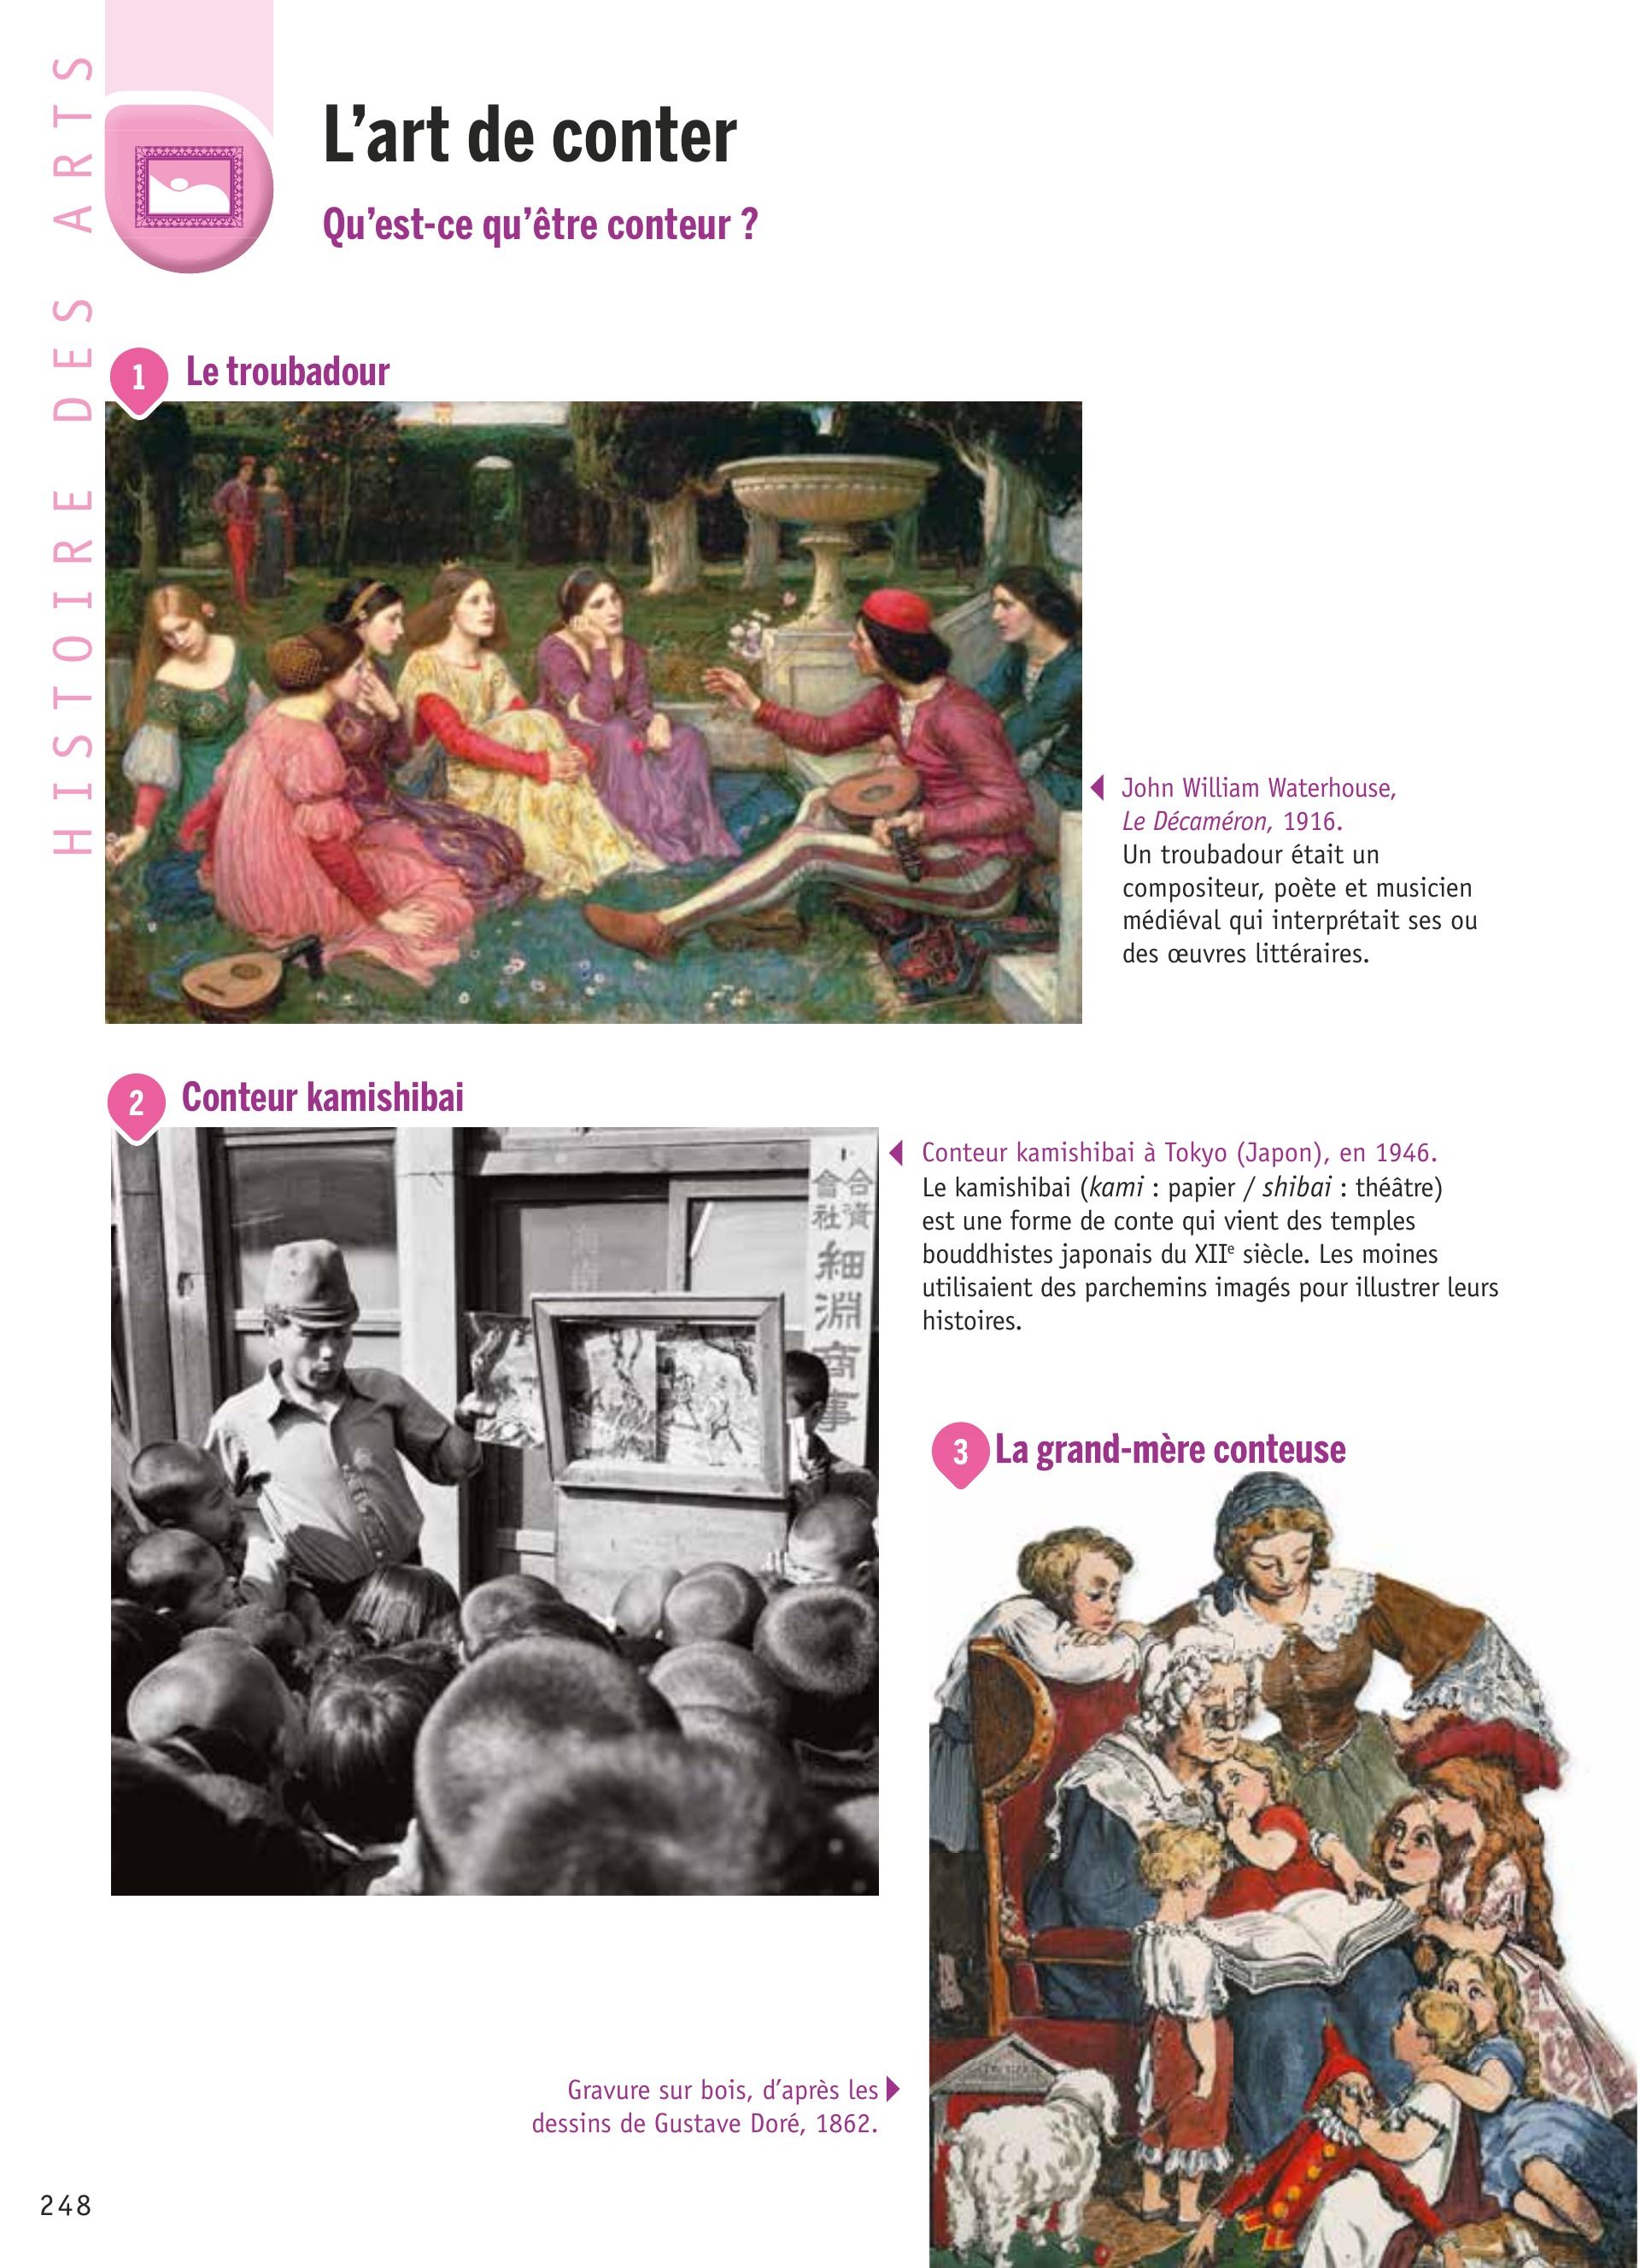 HISTOIRE DES ARTS
L’art de conter
Qu’est-ce qu’être conteur ?
1 Le troubadour
John William Waterhouse,
Le Décaméron, 1916.
Un troubadour était un
compositeur, poète et musicien
médiéval qui interprétait ses ou
des œuvres littéraires.
2 Conteur kamishibai
合資
會社
細淵商事
Conteur kamishibai à Tokyo (Japon), en 1946.
Le kamishibai (kami : papier / shibai : théâtre)
est une forme de conte qui vient des temples
bouddhistes japonais du XIIe siècle. Les moines
utilisaient des parchemins imagés pour illustrer leurs
histoires.
3 La grand-mère conteuse
Gravure sur bois, d’après les
dessins de Gustave Doré, 1862.
248